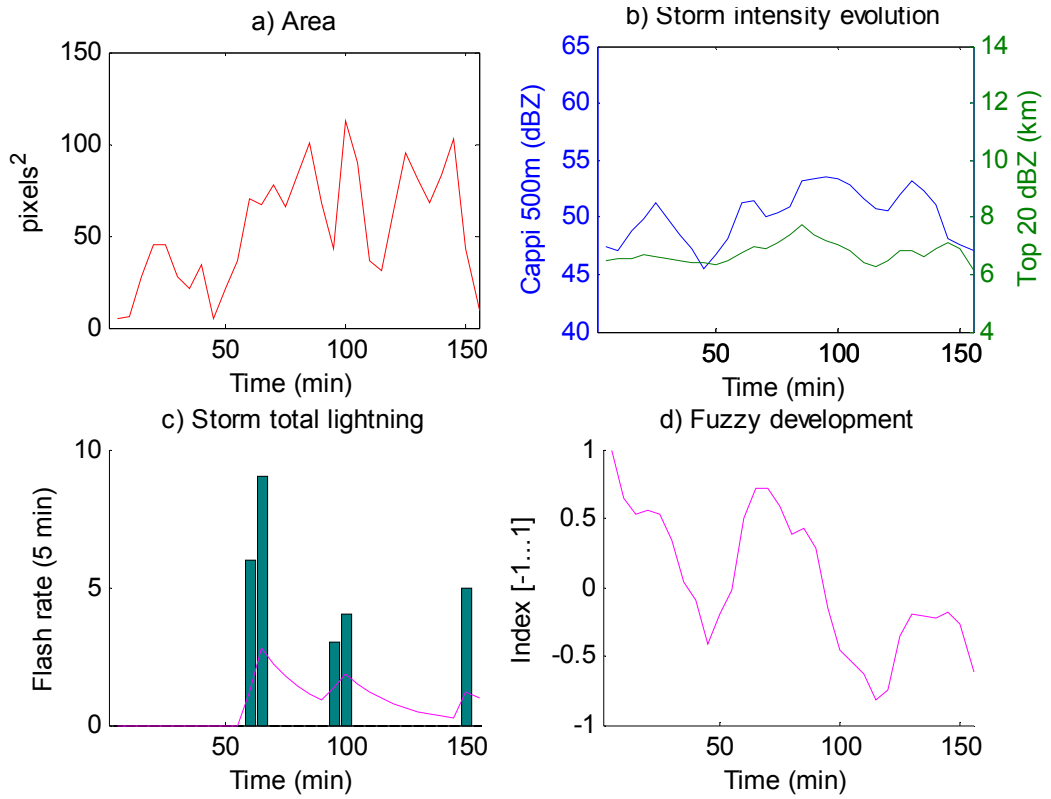 a) Area
150
100
50
0
pixels2
50
100
150
Time (min)
b) Storm intensity evolution
65
60
55
50
45
40
Cappi 500m (dBZ)
14
12
10
8
6
4
Top 20 dBZ (km)
50
100
150
Time (min)
c) Storm total lightning
10
5
0
Flash rate (5 min)
50
100
150
Time (min)
d) Fuzzy development
1
0.5
0
-0.5
-1
Index [-1...1]
50
100
150
Time (min)